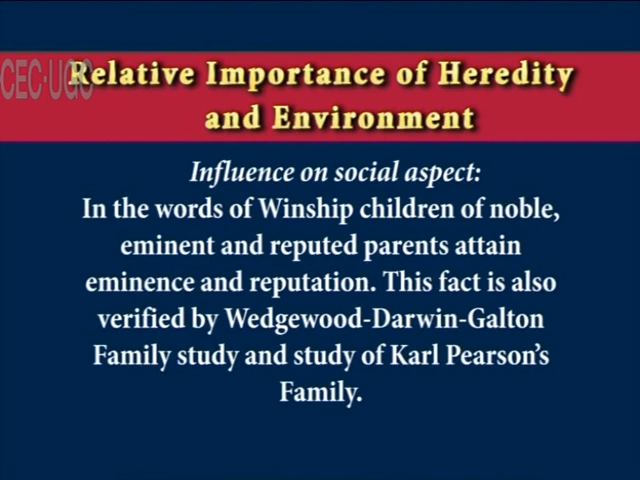 CEC-UGC
Relative Importance of Heredity
and Environment
Influence on social aspect:
In the words of Winship children of noble,
eminent and reputed parents attain
eminence and reputation. This fact is also
verified by Wedgewood-Darwin-Galton
Family study and study of Karl Pearson's
Family.